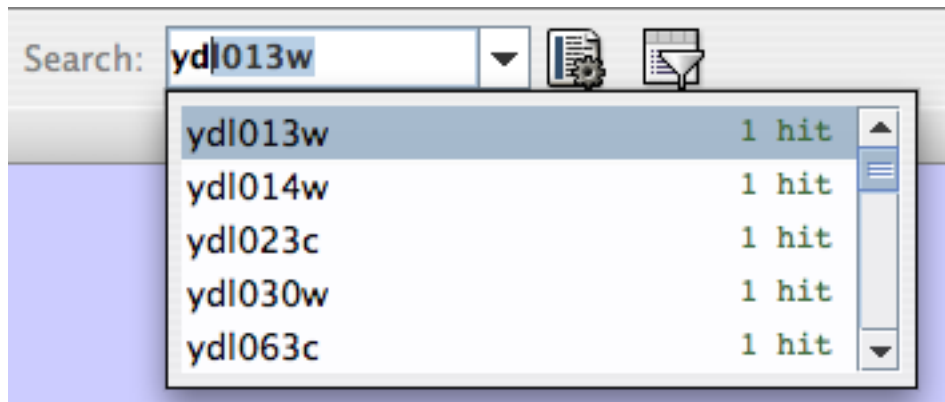 Search: ydl013w
ydl013w 1 hit
ydl014w 1 hit
ydl023c 1 hit
ydl030w 1 hit
ydl063c 1 hit